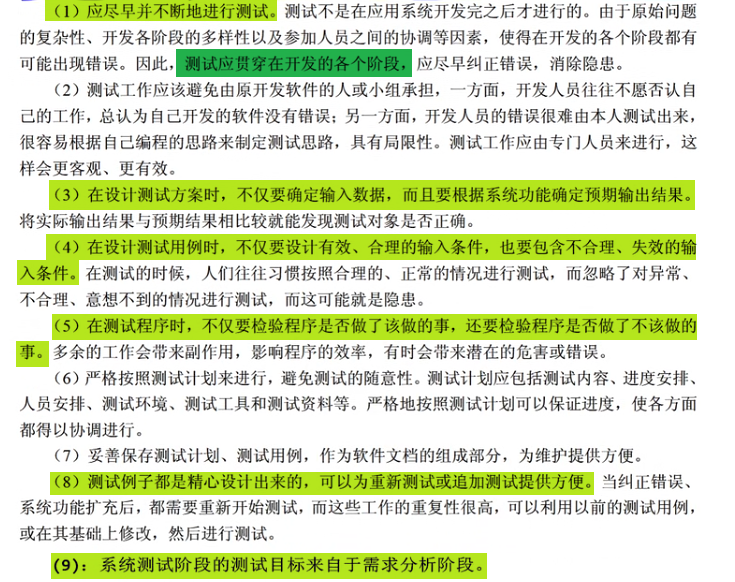 （1）应尽早并不断地进行测试。测试不是在应用系统开发完之后才进行的。由于原始问题
的复杂性、开发各阶段的多样性以及参加人员之间的协调等因素，使得在开发的各个阶段都有
可能出现错误。因此，测试应贯穿在开发的各个阶段，应尽早纠正错误，消除隐患。
（2）测试工作应该避免由原开发软件的人或小组承担，一方面，开发人员往往不愿否认自
己的工作，总认为自己开发的软件没有错误；另一方面，开发人员的错误很难由本人测试出来，
很容易根据自己编程的思路来制定测试思路，具有局限性。测试工作应由专门人员来进行，这
样会更客观、更有效。
（3）在设计测试方案时，不仅要确定输入数据，而且要根据系统功能确定预期输出结果。
将实际输出结果与预期结果相比较就能发现测试对象是否正确。
（4）在设计测试用例时，不仅要设计有效、合理的输入条件，也要包含不合理、失效的输
入条件。在测试的时候，人们往往习惯按照合理的、正常的情况进行测试，而忽略了对异常、
不合理、意想不到的情况进行测试，而这可能就是隐患。
（5）在测试程序时，不仅要检验程序是否做了该做的事，还要检验程序是否做了不该做的
事。多余的工作会带来副作用，影响程序的效率，有时会带来潜在的危害或错误。
（6）严格按照测试计划来进行，避免测试的随意性。测试计划应包括测试内容、进度安排、
人员安排、测试环境、测试工具和测试资料等。严格地按照测试计划可以保证进度，使各方面
都得以协调进行。
（7）妥善保存测试计划、测试用例，作为软件文档的组成部分，为维护提供方便。
（8）测试例子都是精心设计出来的，可以为重新测试或追加测试提供方便。当纠正错误、
系统功能扩充后，都需要重新开始测试，而这些工作的重复性很高，可以利用以前的测试用例，
或在其基础上修改，然后进行测试。
(9)：系统测试阶段的测试目标来自于需求分析阶段。